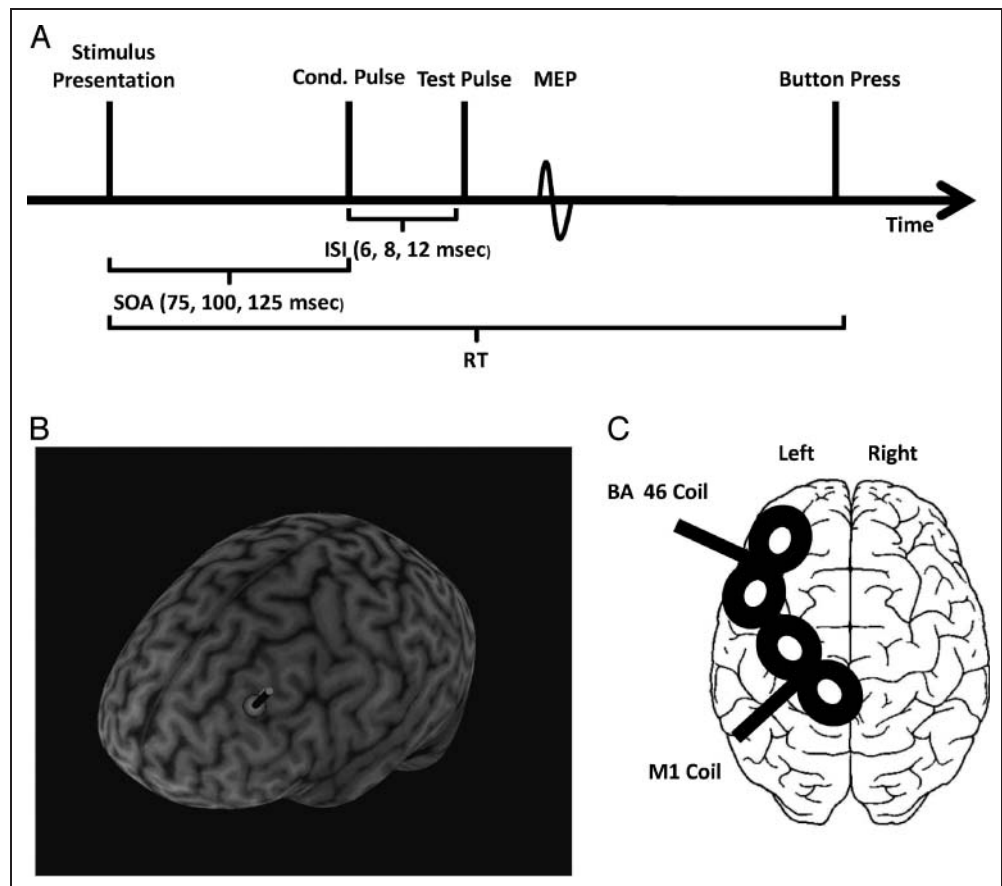 A
Stimulus
Presentation
Cond. Pulse
Test Pulse
MEP
Button Press
Time
ISI (6, 8, 12 msec)
SOA (75, 100, 125 msec)
RT
B
C
Left
Right
BA 46 Coil
M1 Coil